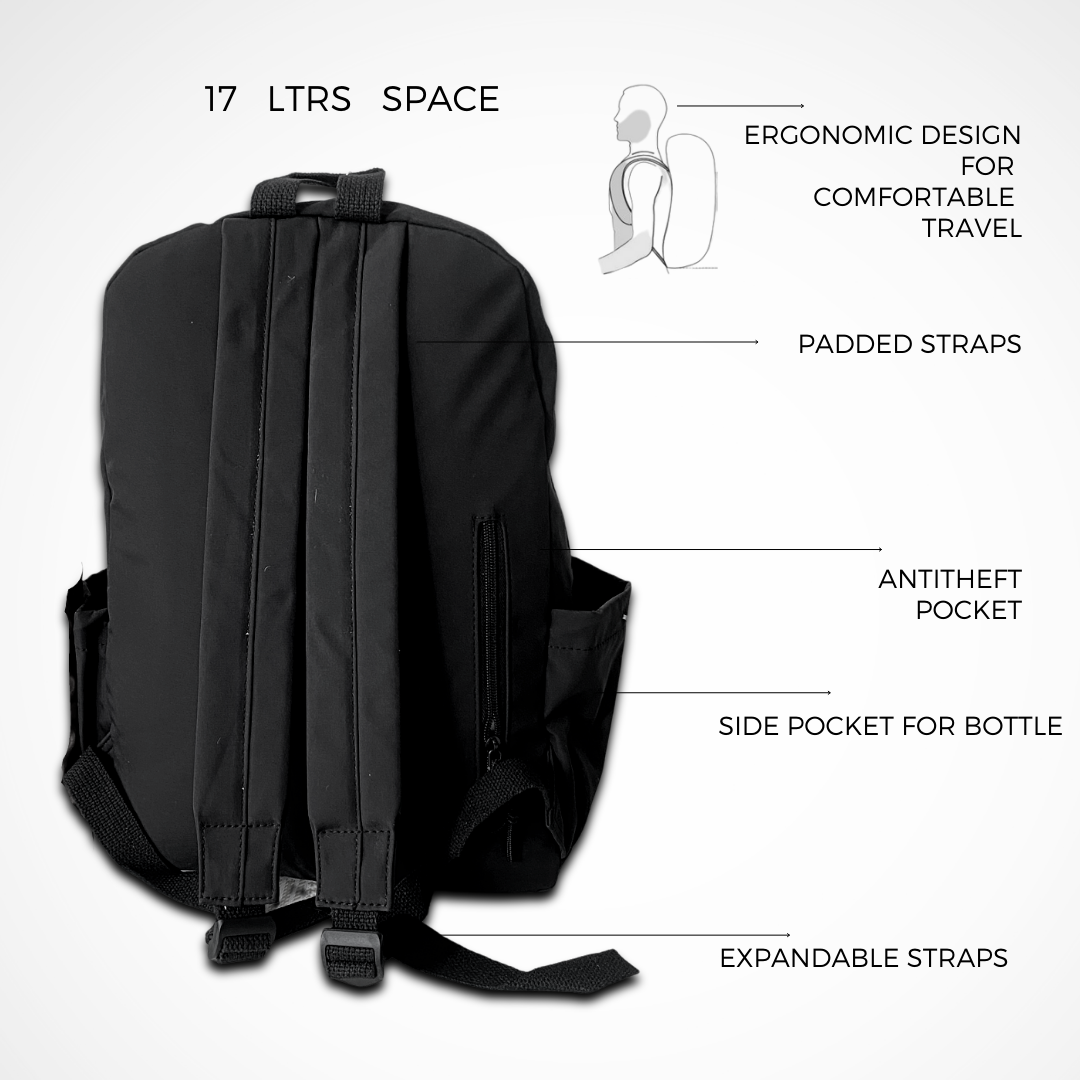 17 LTRS SPACE
ERGONOMIC DESIGN
FOR
COMFORTABLE
TRAVEL
PADDED STRAPS
ANTITHEFT
POCKET
SIDE POCKET FOR BOTTLE
EXPANDABLE STRAPS